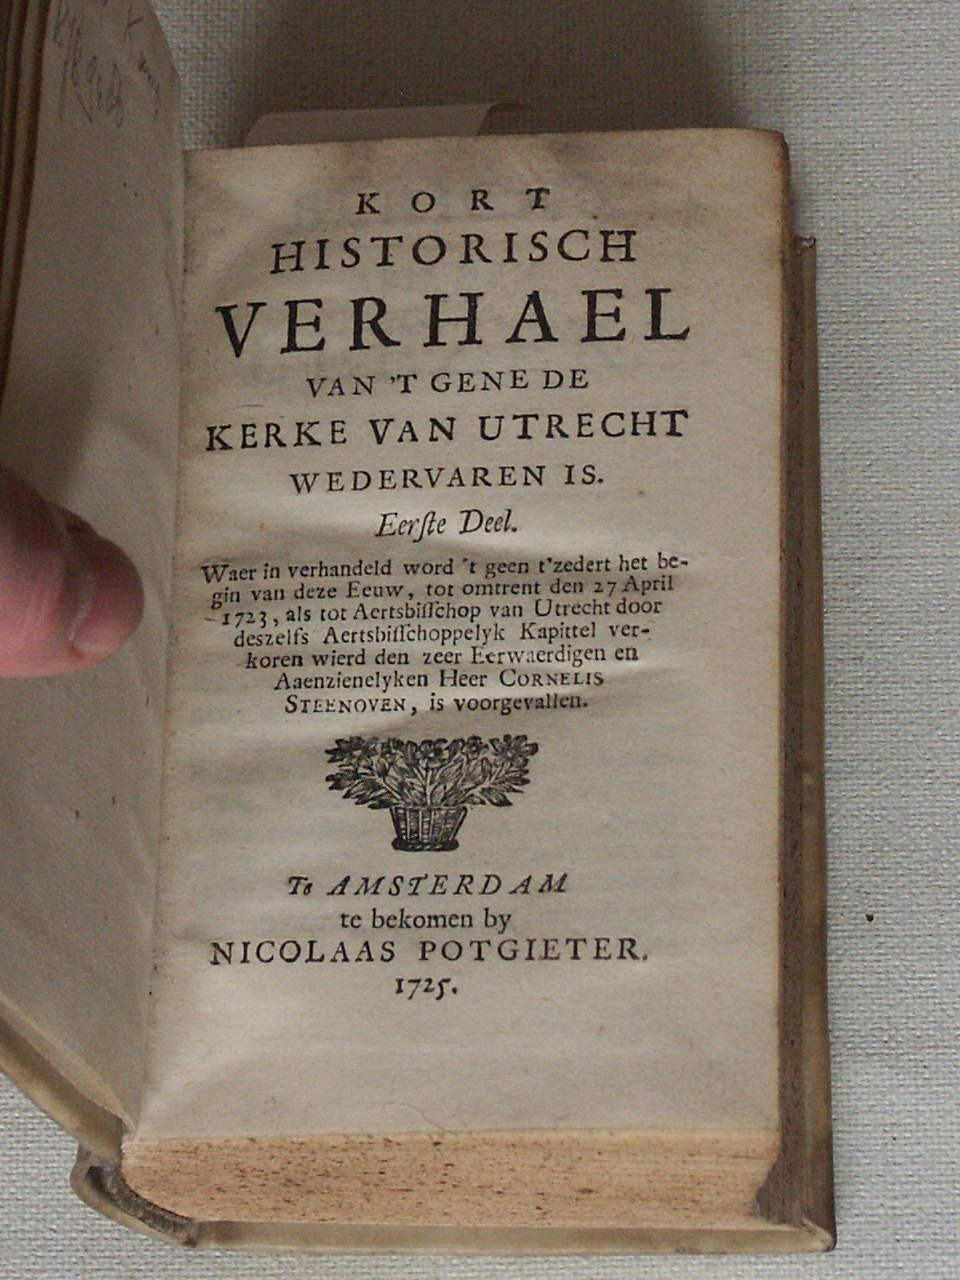 KORT
HISTORISCH
VERHAEL
VAN 'T GENE DE
KERKE VAN UTRECHT
WEDERVAREN IS.
Eerſte Deel.
Waer in verhandeld word 't geen t'zedert het be-
gin van deze Eeuw, tot omtrent den 27 April
1723, als tot Aertsbiſſchop van Utrecht door
deszelfs Aertsbiſſchoppelyk Kapittel ver-
koren wierd den zeer Eerwaerdigen en
Aaenzienelyken Heer CORNELIS
STEENOVEN, is voorgevallen.
Te AMSTERDAM
te bekomen by
NICOLAAS POTGIETER.
1725.